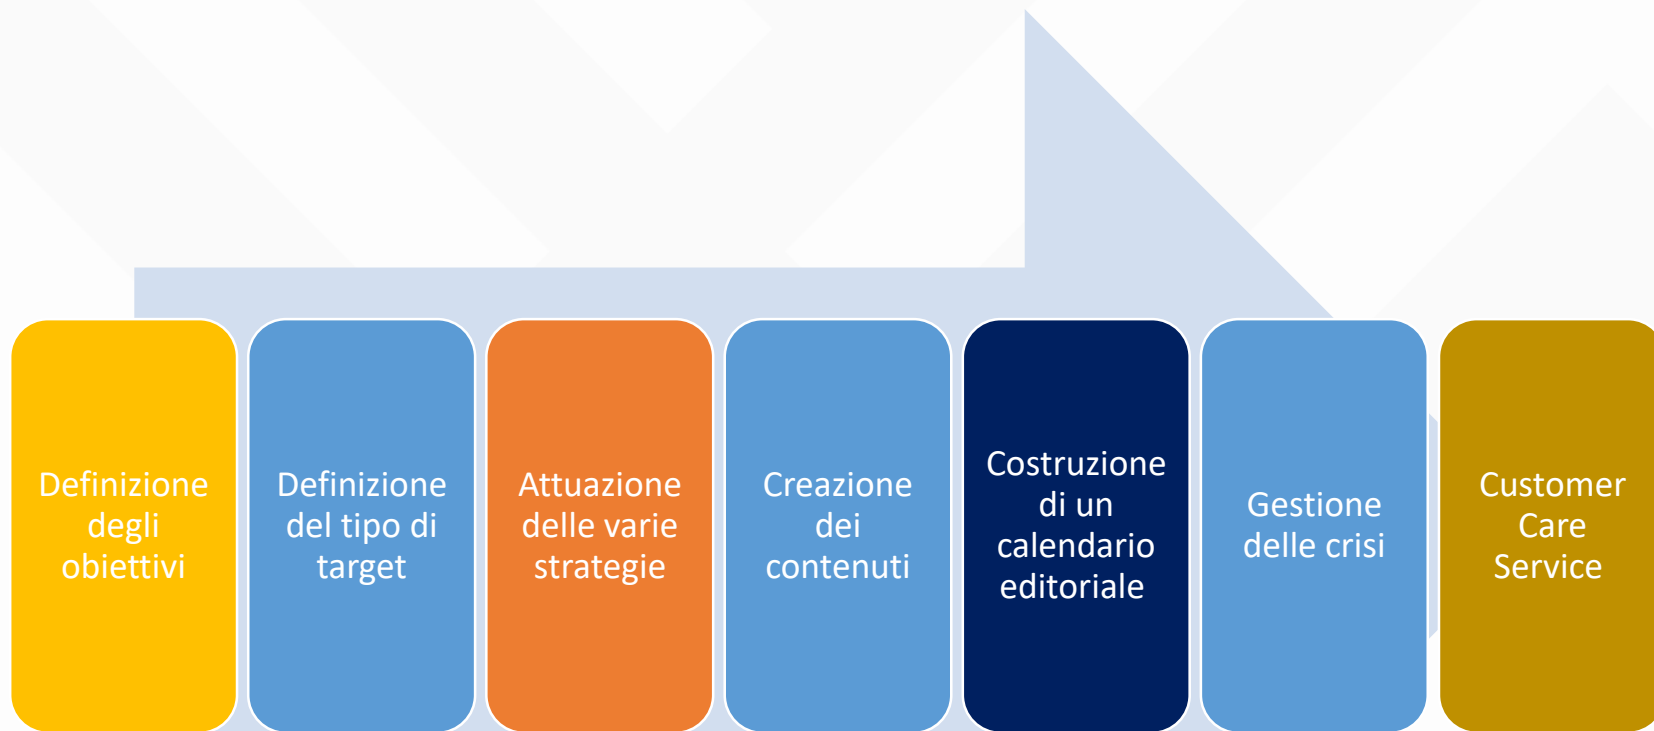 Definizione
degli
obiettivi
Definizione
del tipo di
target
Attuazione
delle varie
strategie
Creazione
dei
contenuti
Costruzione
di un
calendario
editoriale
Gestione
delle crisi
Customer
Care
Service